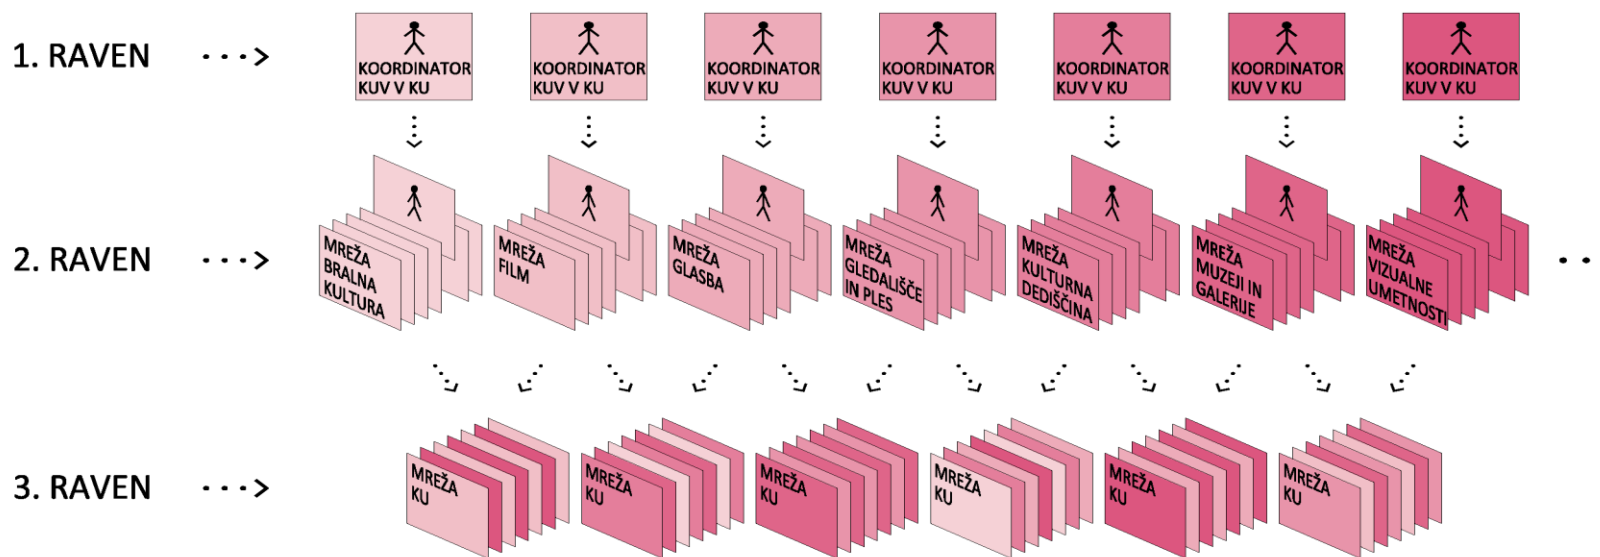 1. RAVEN
KOORDINATOR
KUV V KU
KOORDINATOR
KUV V KU
KOORDINATOR
KUV V KU
KOORDINATOR
KUV V KU
KOORDINATOR
KUV V KU
KOORDINATOR
KUV V KU
KOORDINATOR
KUV V KU
2. RAVEN
MREŽA
BRALNA
KULTURA
MREŽA
FILM
MREŽA
GLASBA
MREŽA
GLEDALIŠČE
IN PLES
MREŽA
KULTURNA
DEDIŠČINA
MREŽA
MUZEJI IN
GALERIJE
MREŽA
VIZUALNE
UMETNOSTI
3. RAVEN
MREŽA
KU
MREŽA
KU
MREŽA
KU
MREŽA
KU
MREŽA
KU
MREŽA
KU